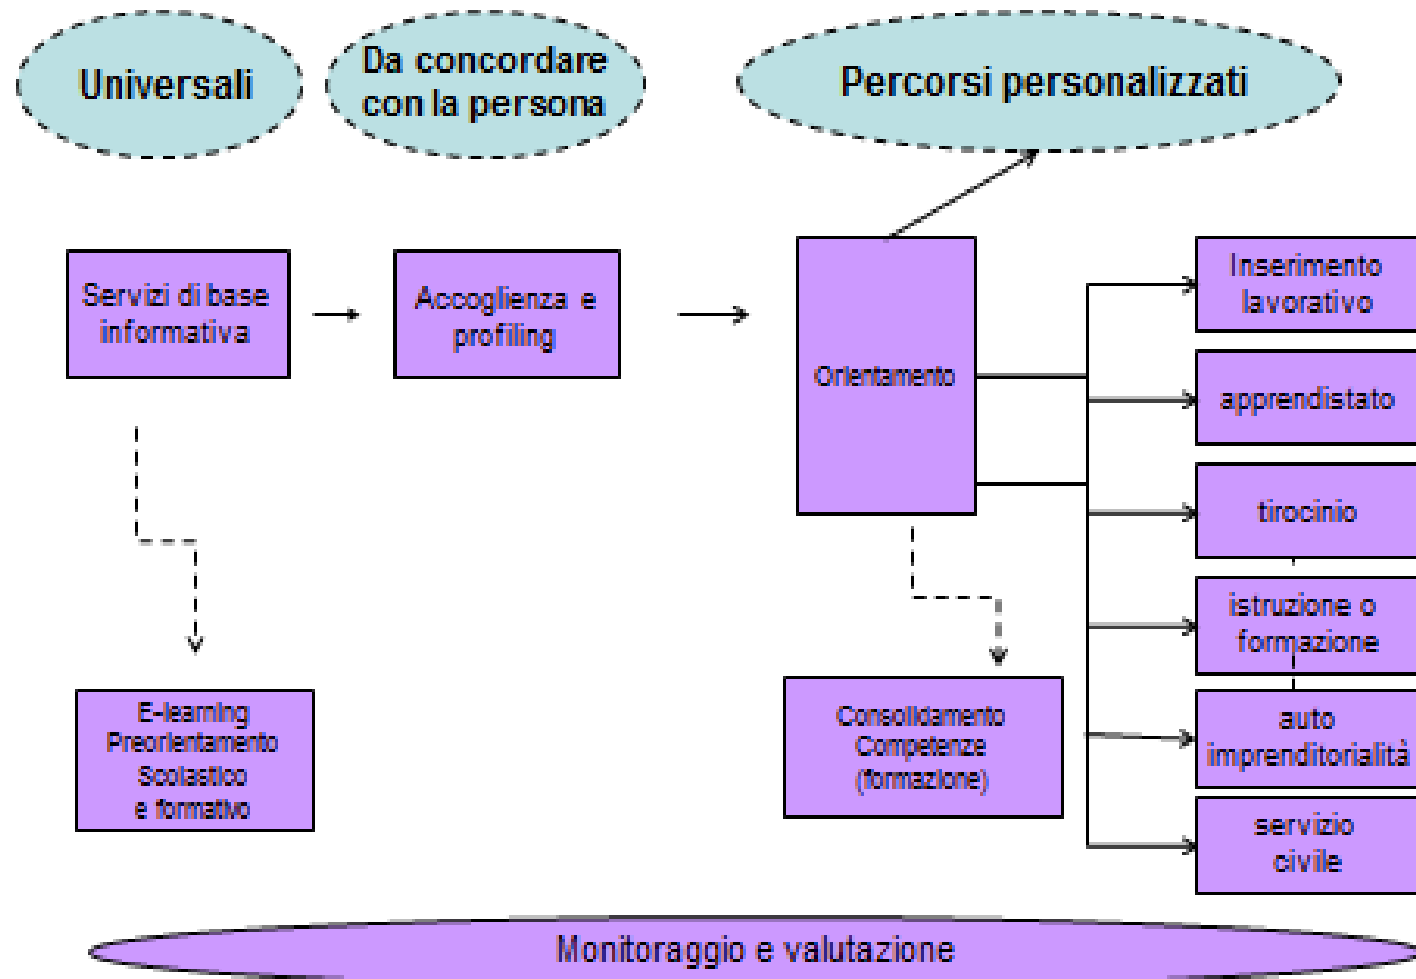 Universali
Da concordare
con la persona
Percorsi personalizzati
Servizi di base
informativa
Accoglienza e
profiling
Orientamento
Inserimento
lavorativo
apprendistato
tirocinio
istruzione o
formazione
auto
imprenditorialità
servizio
civile
E-learning
Preorientamento
Scolastico
e formativo
Consolidamento
Competenze
(formazione)
Monitoraggio e valutazione